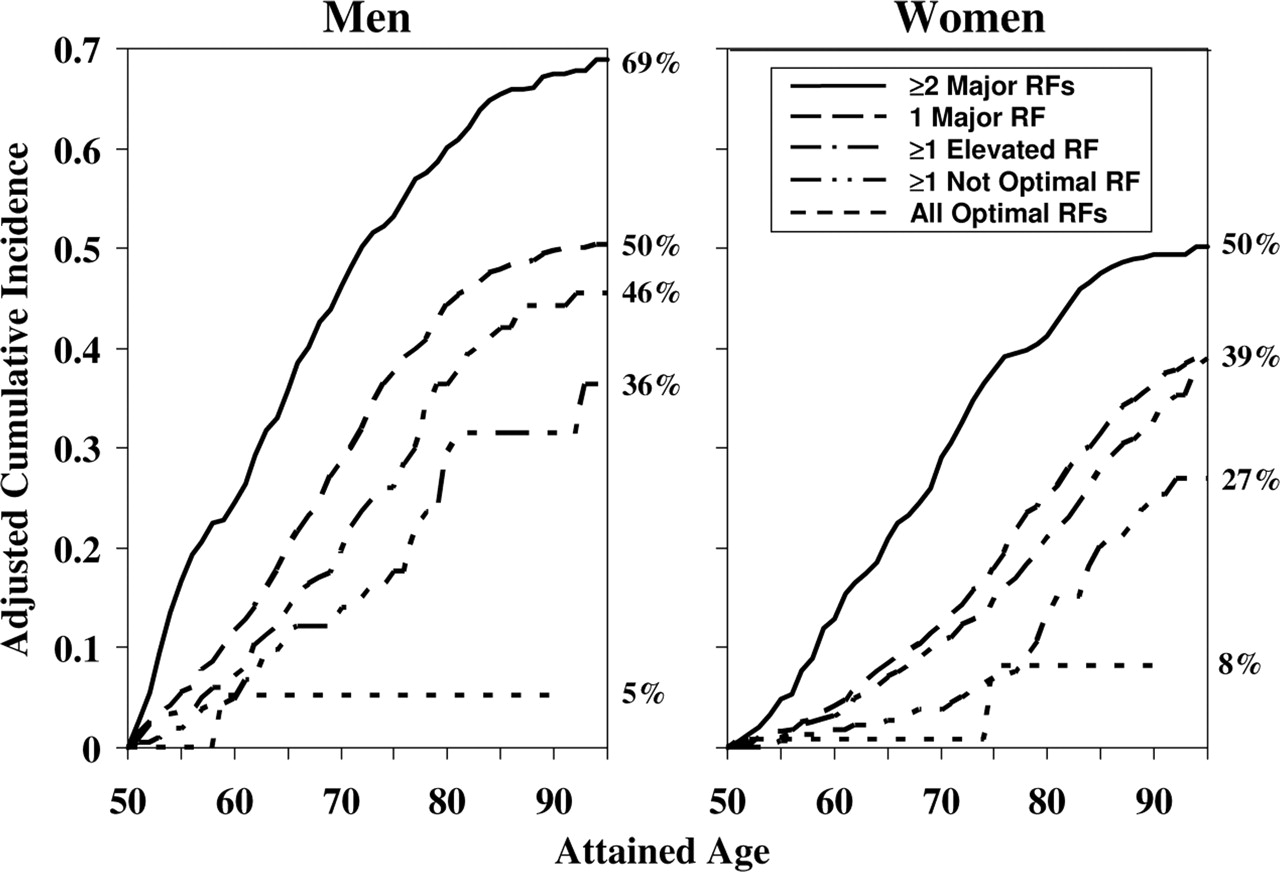 Men
Women
0.7
0.6
0.5
0.4
0.3
0.2
0.1
0
Adjusted Cumulative Incidence
69%
50%
46%
36%
5%
≥2 Major RFs
1 Major RF
≥1 Elevated RF
≥1 Not Optimal RF
All Optimal RFs
50%
39%
27%
8%
50 60 70 80 90
50 60 70 80 90
Attained Age